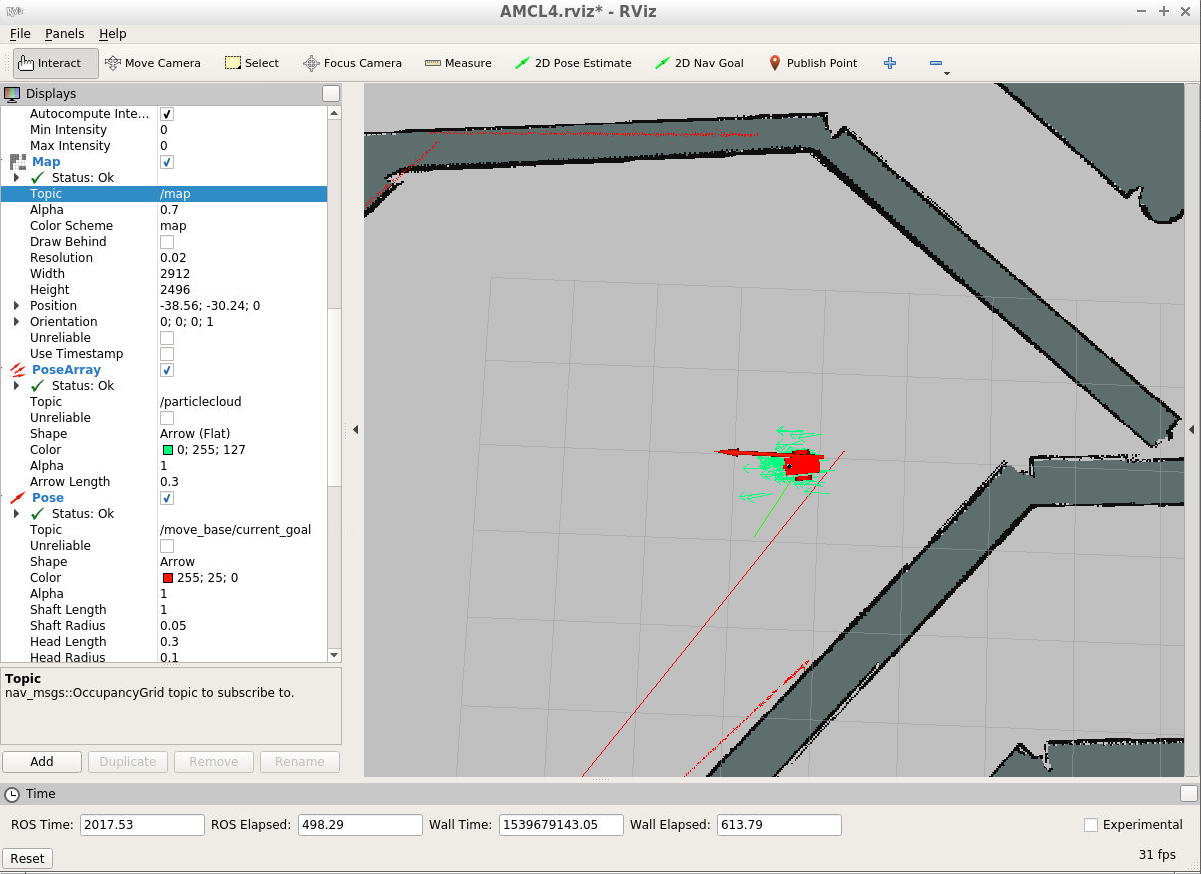 AMCL4.rviz* - RViz
File Panels Help
Interact Move Camera Select Focus Camera Measure 2D Pose Estimate 2D Nav Goal Publish Point
Displays
Autocompute Inte...
Min Intensity 0
Max Intensity 0
Map
Status: Ok
Topic /map
Alpha 0.7
Color Scheme map
Draw Behind
Resolution 0.02
Width 2912
Height 2496
Position -38.56; -30.24; 0
Orientation 0; 0; 0; 1
Unreliable
Use Timestamp
PoseArray
Status: Ok
Topic /particlecloud
Unreliable
Shape Arrow (Flat)
Color 0; 255; 127
Alpha 1
Arrow Length 0.3
Pose
Status: Ok
Topic /move_base/current_goal
Unreliable
Shape Arrow
Color 255; 25; 0
Alpha 1
Shaft Length 1
Shaft Radius 0.05
Head Length 0.3
Head Radius 0.1
Topic
nav_msgs::OccupancyGrid topic to subscribe to.
Add Duplicate Remove Rename
Time
ROS Time: 2017.53 ROS Elapsed: 498.29 Wall Time: 1539679143.05 Wall Elapsed: 613.79 Experimental
Reset 31 fps